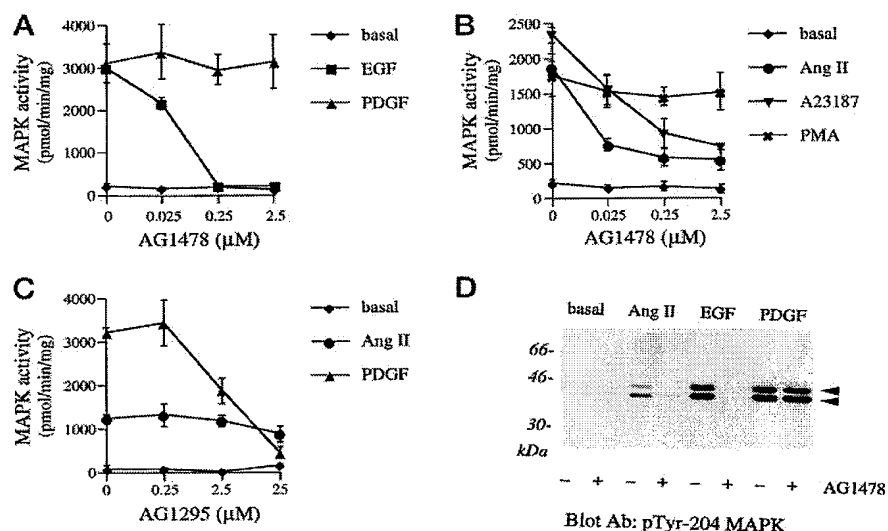 A
MAPK activity
(pmol/min/mg)
4000
3000
2000
1000
0
0
0.025
0.25
2.5
AG1478 (μM)
basal
EGF
PDGF
B
MAPK activity
(pmol/min/mg)
2500
2000
1500
1000
500
0
0
0.025
0.25
2.5
AG1478 (μM)
basal
Ang II
A23187
PMA
C
MAPK activity
(pmol/min/mg)
4000
3000
2000
1000
0
0
0.25
2.5
25
AG1295 (μM)
basal
Ang II
PDGF
D
basal Ang II EGF PDGF
66-
46-
30-
kDa
– + – + – + – + AG1478
Blot Ab: pTyr-204 MAPK